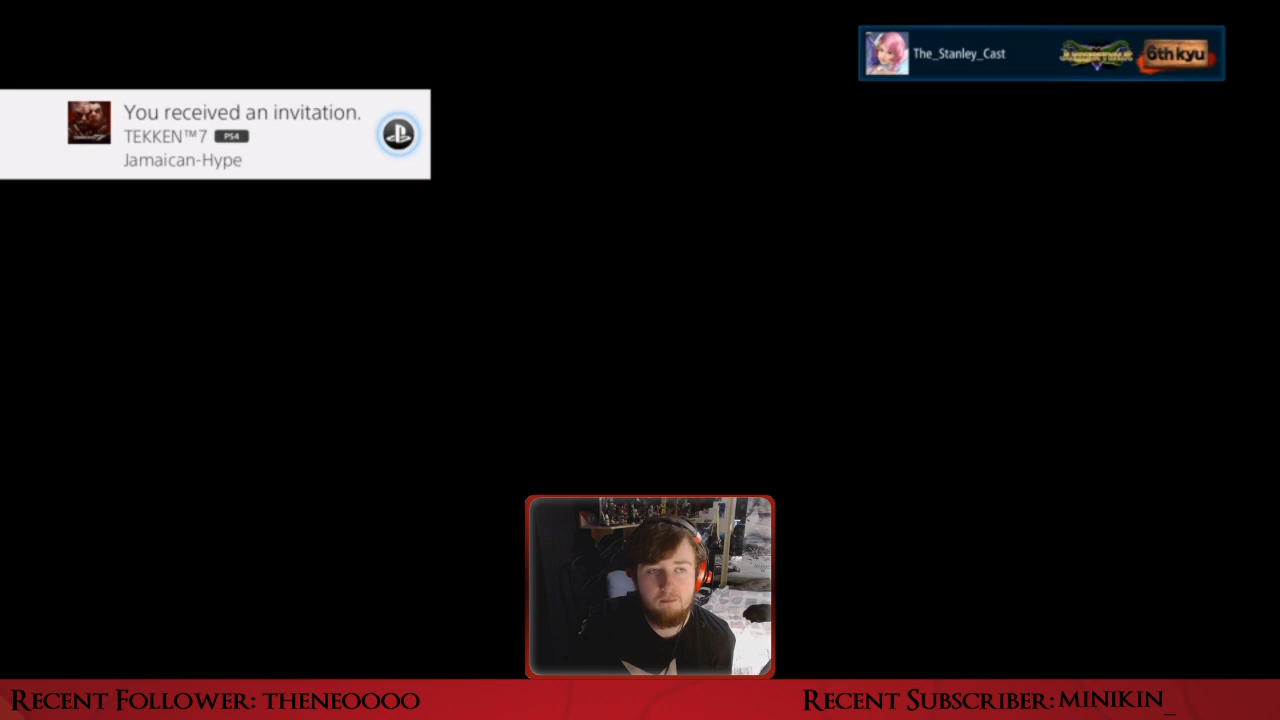 The_Stanley_Cast
6th kyu
You received an invitation.
TEKKEN™7 PS4
Jamaican-Hype
RECENT FOLLOWER: THENEOOOO
RECENT SUBSCRIBER: MINIKIN_